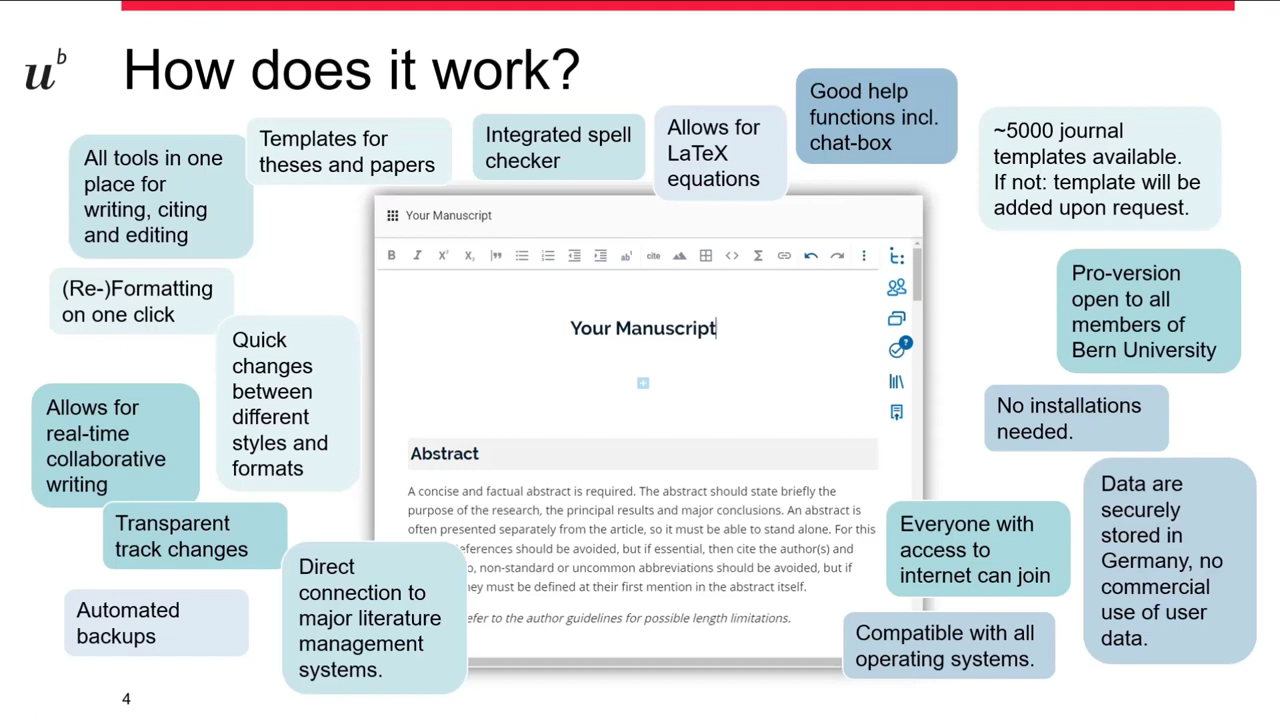 u^b
How does it work?
All tools in one
place for
writing, citing
and editing
Templates for
theses and papers
Integrated spell
checker
Allows for
LaTeX
equations
Good help
functions incl.
chat-box
~5000 journal
templates available.
If not: template will be
added upon request.
(Re-)Formatting
on one click
Quick
changes
between
different
styles and
formats
Allows for
real-time
collaborative
writing
Transparent
track changes
Automated
backups
Direct
connection to
major literature
management
systems.
Your Manuscript
cite
Your Manuscript
Abstract
A concise and factual abstract is required. The abstract should state briefly the
purpose of the research, the principal results and major conclusions. An abstract is
often presented separately from the article, so it must be able to stand alone. For this
eferences should be avoided, but if essential, then cite the author(s) and
o, non-standard or uncommon abbreviations should be avoided, but if
hey must be defined at their first mention in the abstract itself.
efer to the author guidelines for possible length limitations.
Pro-version
open to all
members of
Bern University
No installations
needed.
Data are
securely
stored in
Germany, no
commercial
use of user
data.
Everyone with
access to
internet can join
Compatible with all
operating systems.
4